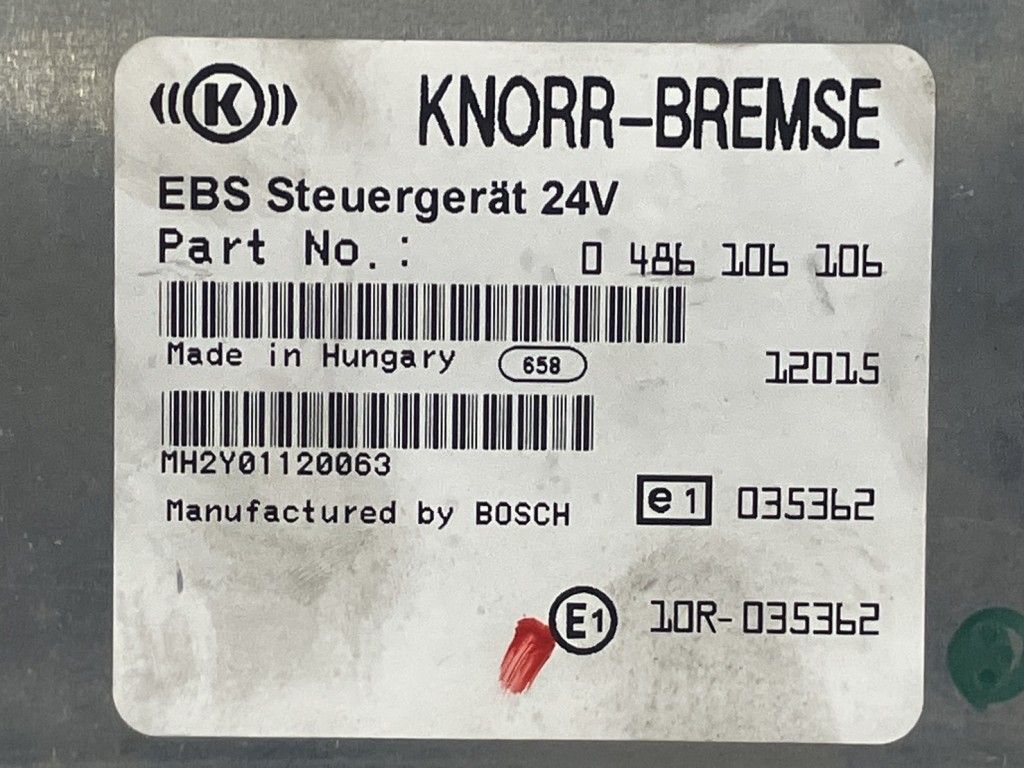 K KNORR-BREMSE
EBS Steuergerät 24V
Part No.: 0 486 106 106
Made in Hungary 658 12015
MH2Y01120063
Manufactured by BOSCH e1 035362
E1 10R-035362